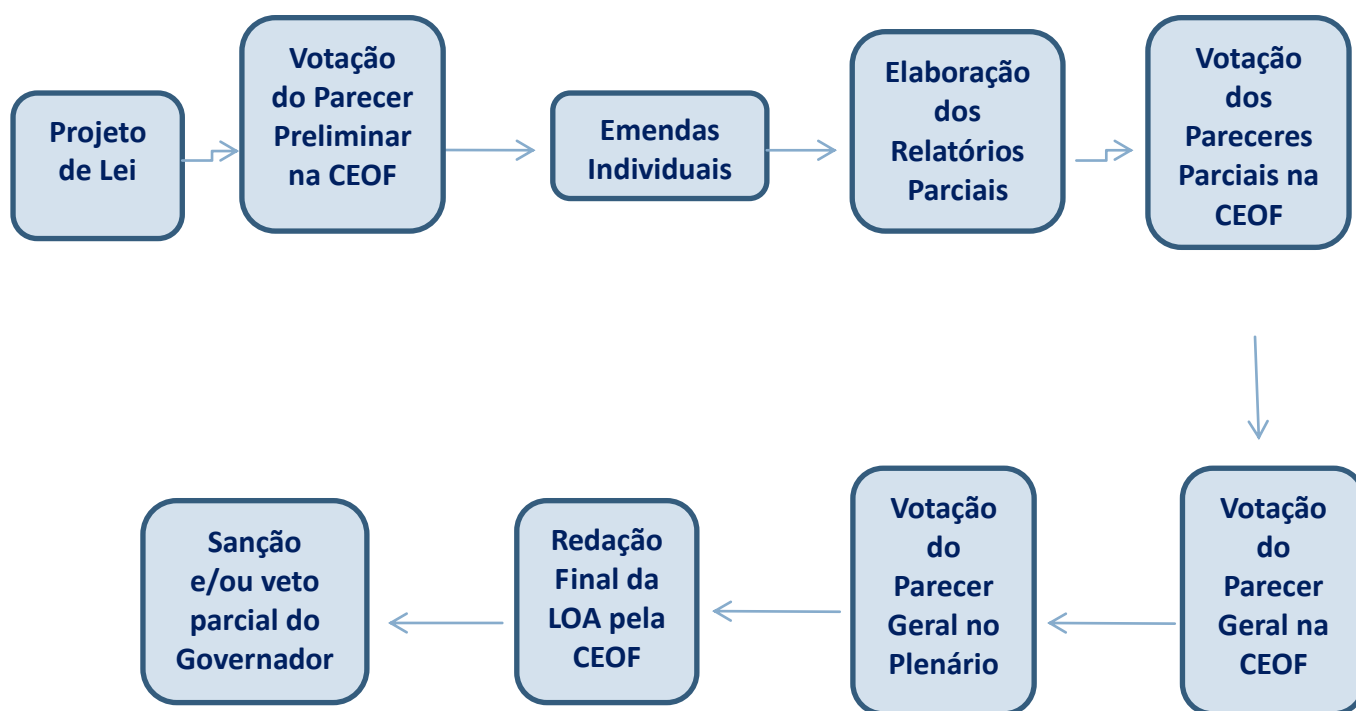 Projeto
de Lei
Votação
do Parecer
Preliminar
na CEOF
Emendas
Individuais
Elaboração
dos
Relatórios
Parciais
Votação
dos
Pareceres
Parciais na
CEOF
Votação
do
Parecer
Geral na
CEOF
Votação
do
Parecer
Geral no
Plenário
Redação
Final da
LOA pela
CEOF
Sanção
e/ou veto
parcial do
Governador